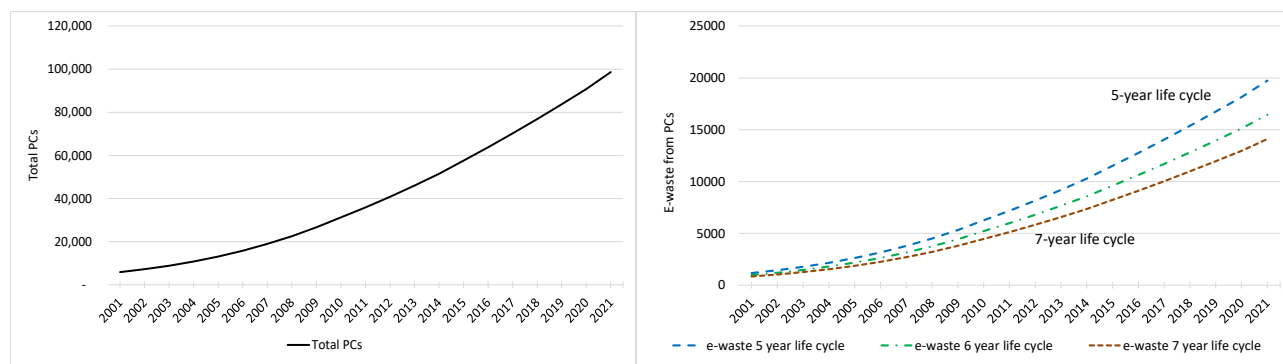 120,000
100,000
80,000
60,000
40,000
20,000
-
Total PCs
2001 2002 2003 2004 2005 2006 2007 2008 2009 2010 2011 2012 2013 2014 2015 2016 2017 2018 2019 2020 2021
Total PCs
25000
20000
15000
10000
5000
0
E-waste from PCs
5-year life cycle
7-year life cycle
2001 2002 2003 2004 2005 2006 2007 2008 2009 2010 2011 2012 2013 2014 2015 2016 2017 2018 2019 2020 2021
e-waste 5 year life cycle e-waste 6 year life cycle e-waste 7 year life cycle